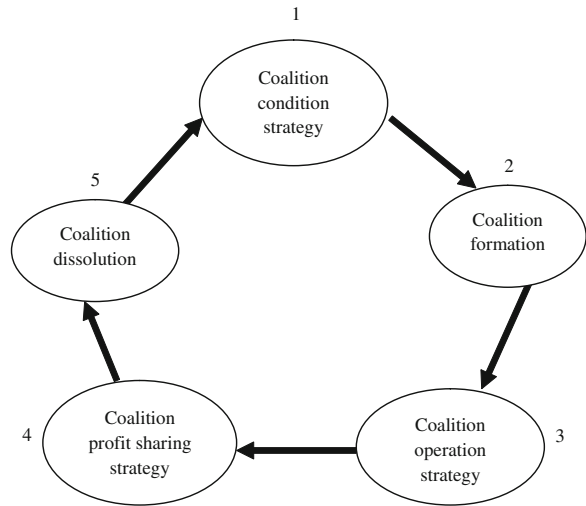 1
Coalition
condition
strategy
2
Coalition
formation
3
Coalition
operation
strategy
4
Coalition
profit sharing
strategy
5
Coalition
dissolution